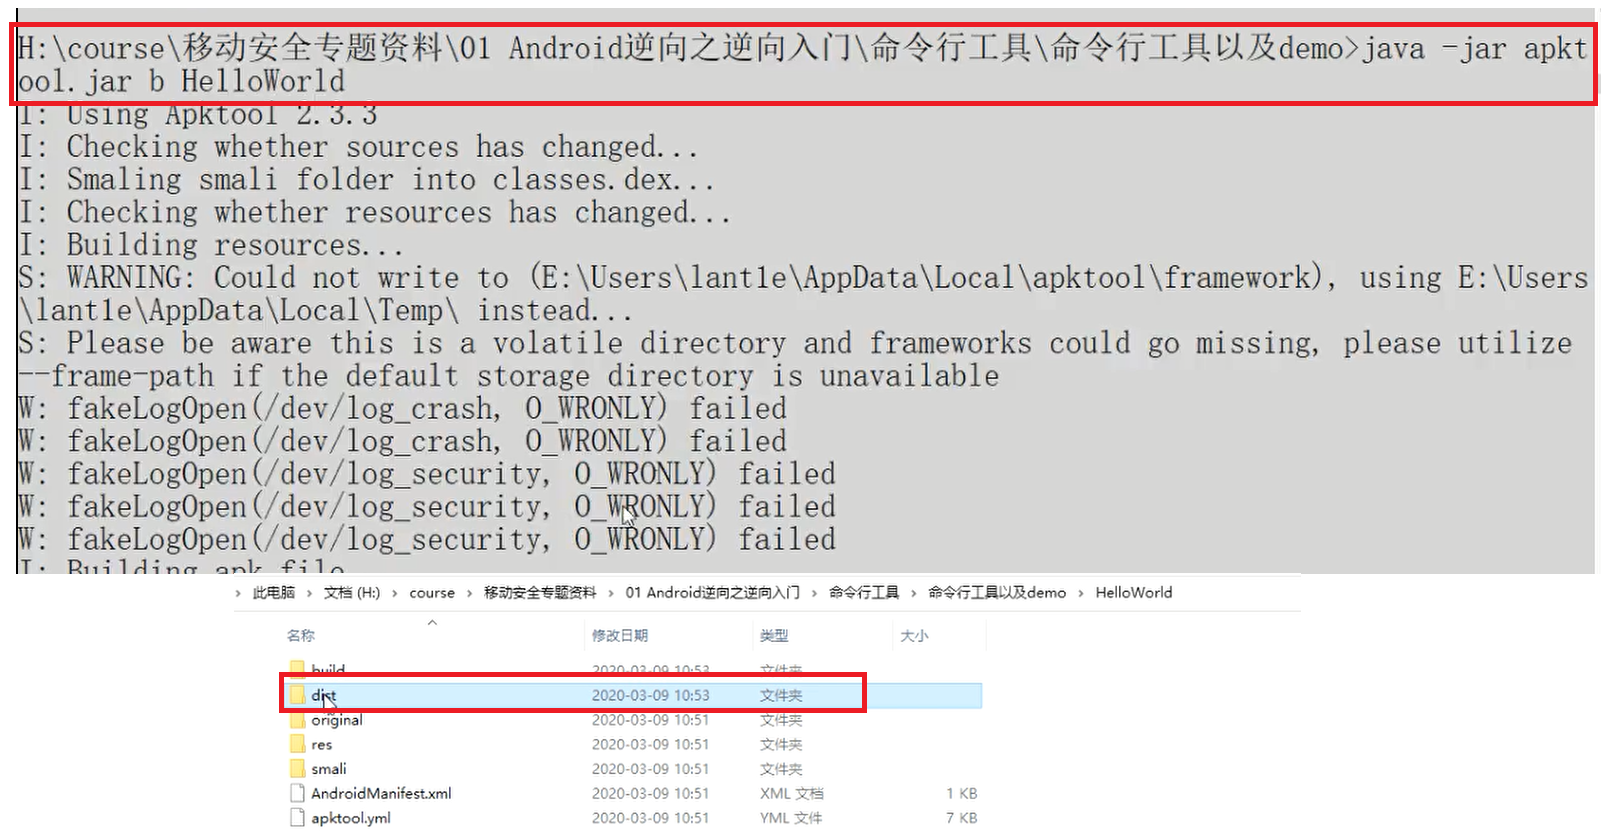 H:\course\移动安全专题资料\01 Android逆向之逆向入门\命令行工具\命令行工具以及demo>java -jar apkt
ool.jar b HelloWorld
I: Using Apktool 2.3.3
I: Checking whether sources has changed...
I: Smaling smali folder into classes.dex...
I: Checking whether resources has changed...
I: Building resources...
S: WARNING: Could not write to (E:\Users\lant1e\AppData\Local\apktool\framework), using E:\Users
\lant1e\AppData\Local\Temp\ instead...
S: Please be aware this is a volatile directory and frameworks could go missing, please utilize
--frame-path if the default storage directory is unavailable
W: fakeLogOpen(/dev/log_crash, O_WRONLY) failed
W: fakeLogOpen(/dev/log_crash, O_WRONLY) failed
W: fakeLogOpen(/dev/log_security, O_WRONLY) failed
W: fakeLogOpen(/dev/log_security, O_WRONLY) failed
W: fakeLogOpen(/dev/log_security, O_WRONLY) failed
I: Building apk file
› 此电脑 › 文档 (H:) › course › 移动安全专题资料 › 01 Android逆向之逆向入门 › 命令行工具 › 命令行工具以及demo › HelloWorld
名称 修改日期 类型 大小
build 2020-03-09 10:53 文件夹
dist 2020-03-09 10:53 文件夹
original 2020-03-09 10:51 文件夹
res 2020-03-09 10:51 文件夹
smali 2020-03-09 10:51 文件夹
AndroidManifest.xml 2020-03-09 10:51 XML 文档 1 KB
apktool.yml 2020-03-09 10:51 YML 文件 7 KB